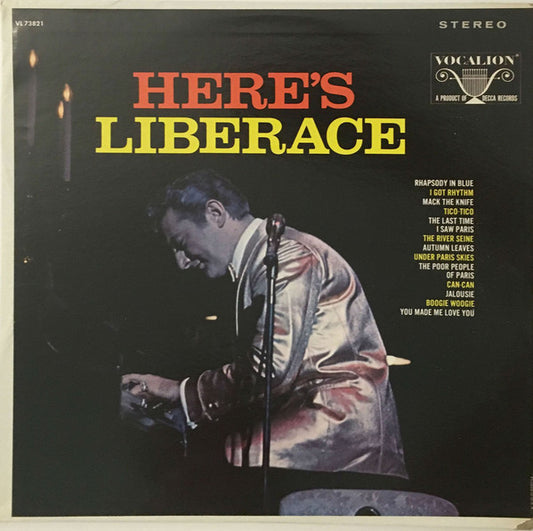 VL 73821
STEREO
VOCALION
A PRODUCT OF DECCA RECORDS
HERE'S
LIBERACE
RHAPSODY IN BLUE
I GOT RHYTHM
MACK THE KNIFE
TICO-TICO
THE LAST TIME
I SAW PARIS
THE RIVER SEINE
AUTUMN LEAVES
UNDER PARIS SKIES
THE POOR PEOPLE
OF PARIS
CAN-CAN
JALOUSIE
BOOGIE WOOGIE
YOU MADE ME LOVE YOU